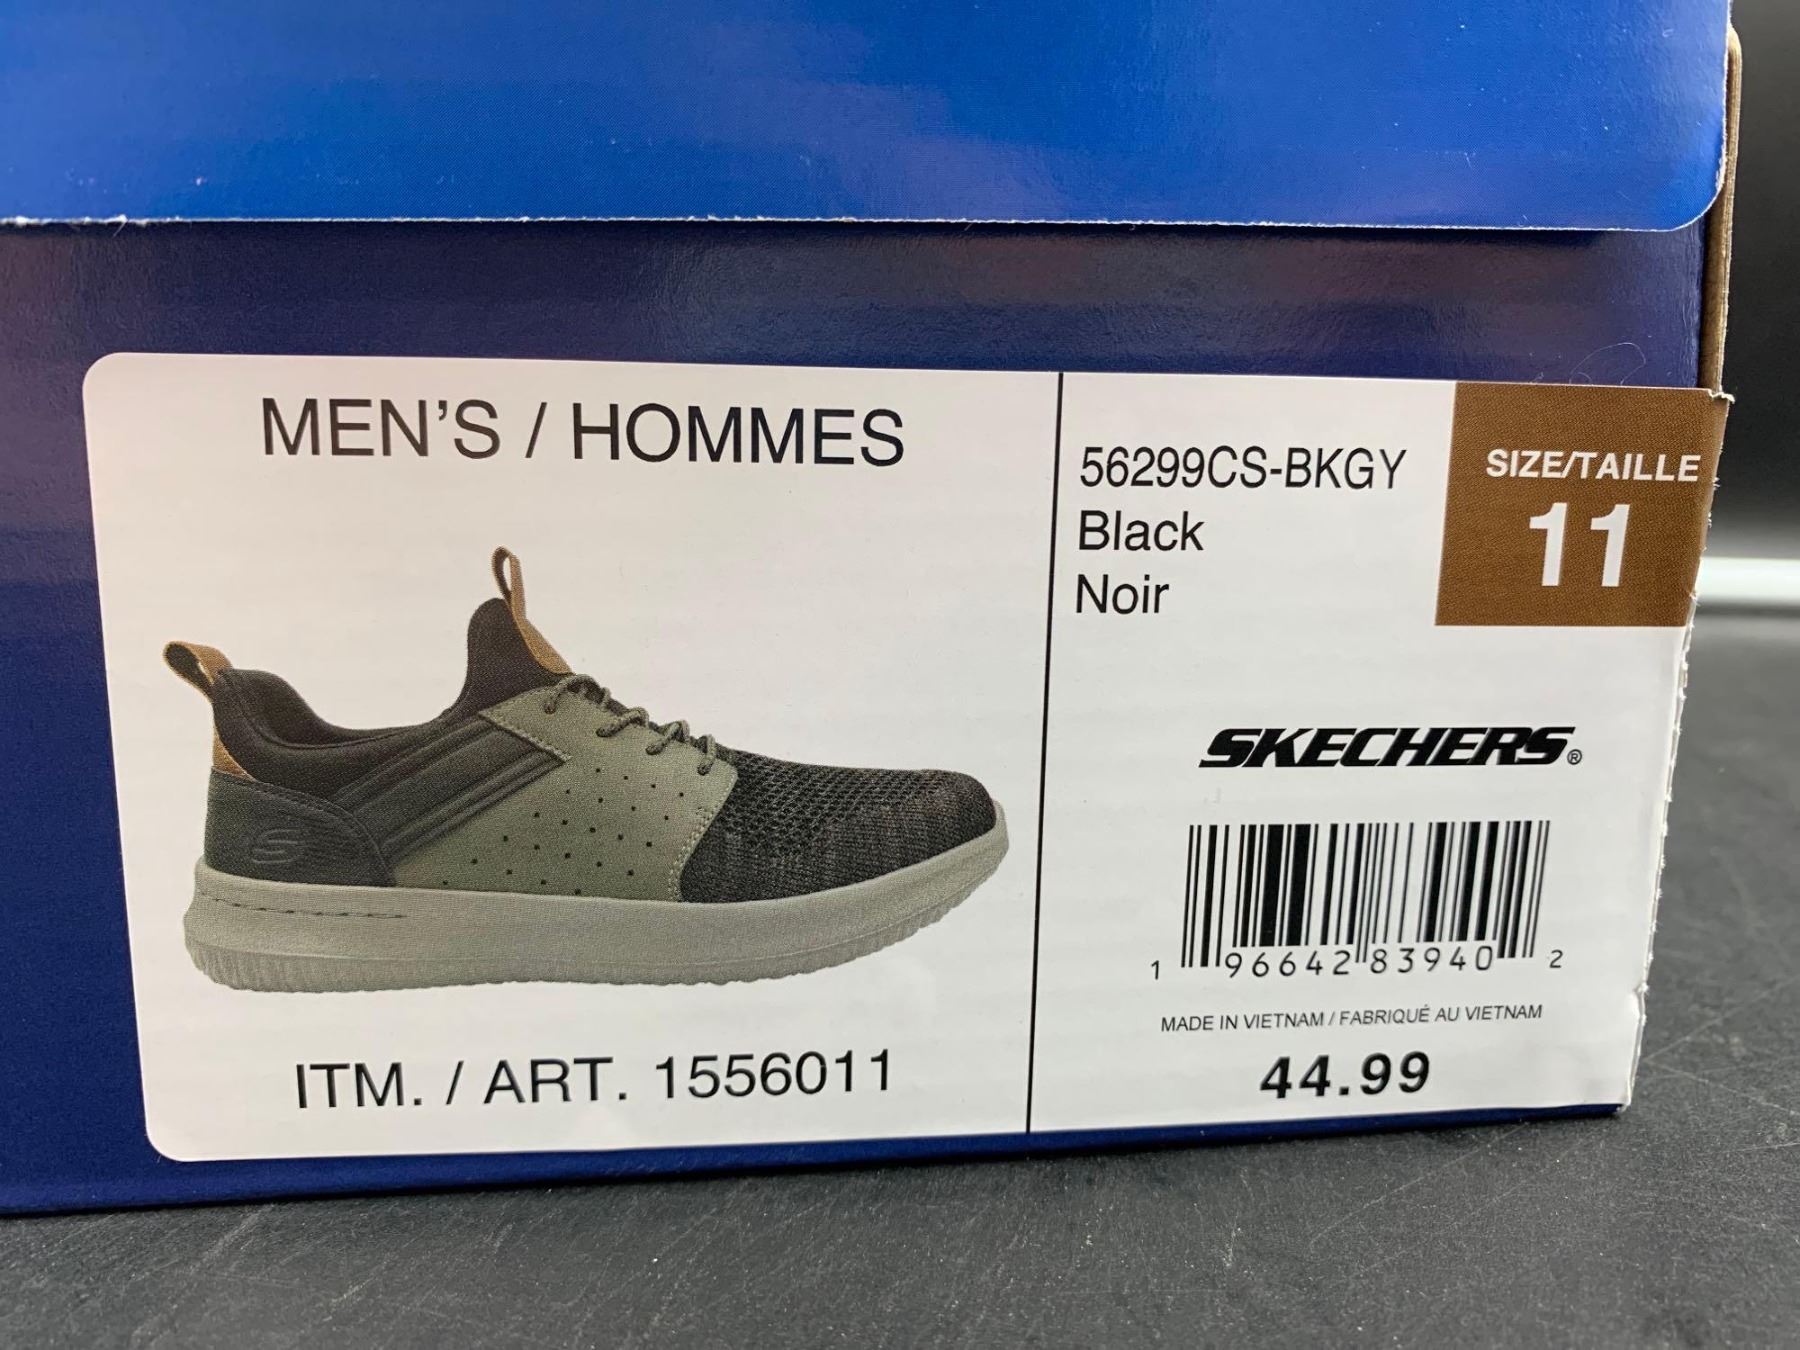 MEN'S / HOMMES
ITM. / ART. 1556011
56299CS-BKGY
Black
Noir
SIZE/TAILLE
11
SKECHERS®
1 96642 83940 2
MADE IN VIETNAM / FABRIQUÉ AU VIETNAM
44.99